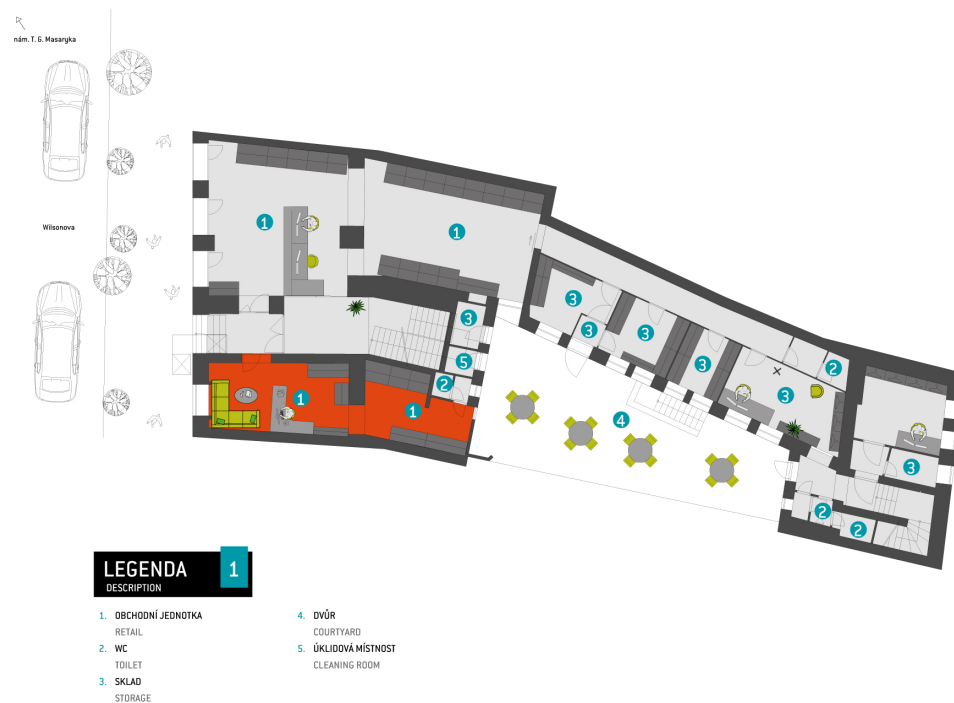 nám. T. G. Masaryka
Wilsonova
1
1
3
3
3
3
5
2
2
3
1
1
4
3
2
2
LEGENDA 1
DESCRIPTION
1. OBCHODNÍ JEDNOTKA
RETAIL
2. WC
TOILET
3. SKLAD
STORAGE
4. DVŮR
COURTYARD
5. ÚKLIDOVÁ MÍSTNOST
CLEANING ROOM